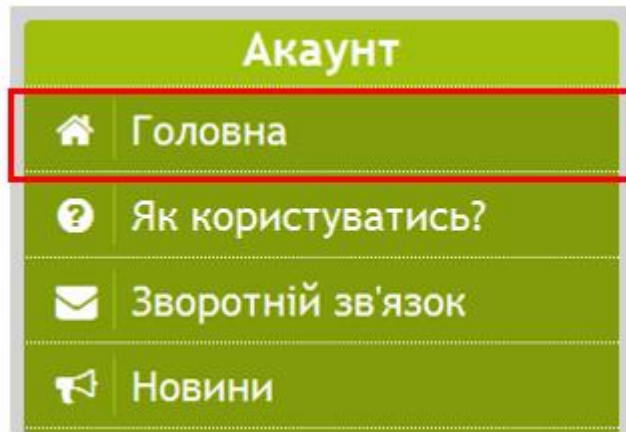 Акаунт
Головна
Як користуватись?
Зворотній зв'язок
Новини